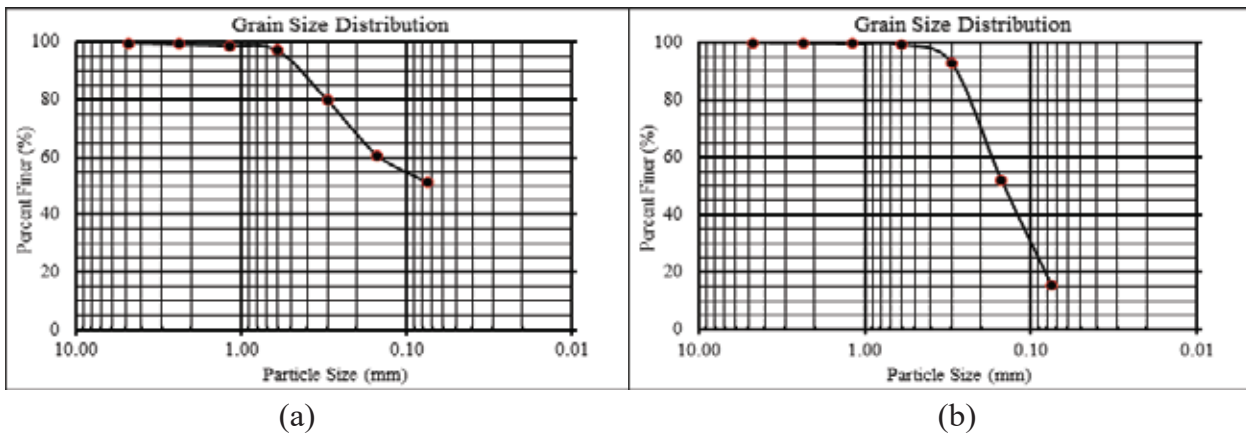 Grain Size Distribution
Percent Finer (%)
100
80
60
40
20
0
10.00 1.00 0.10 0.01
Particle Size (mm)
(a)
Grain Size Distribution
Percent Finer (%)
100
80
60
40
20
0
10.00 1.00 0.10 0.01
Particle Size (mm)
(b)